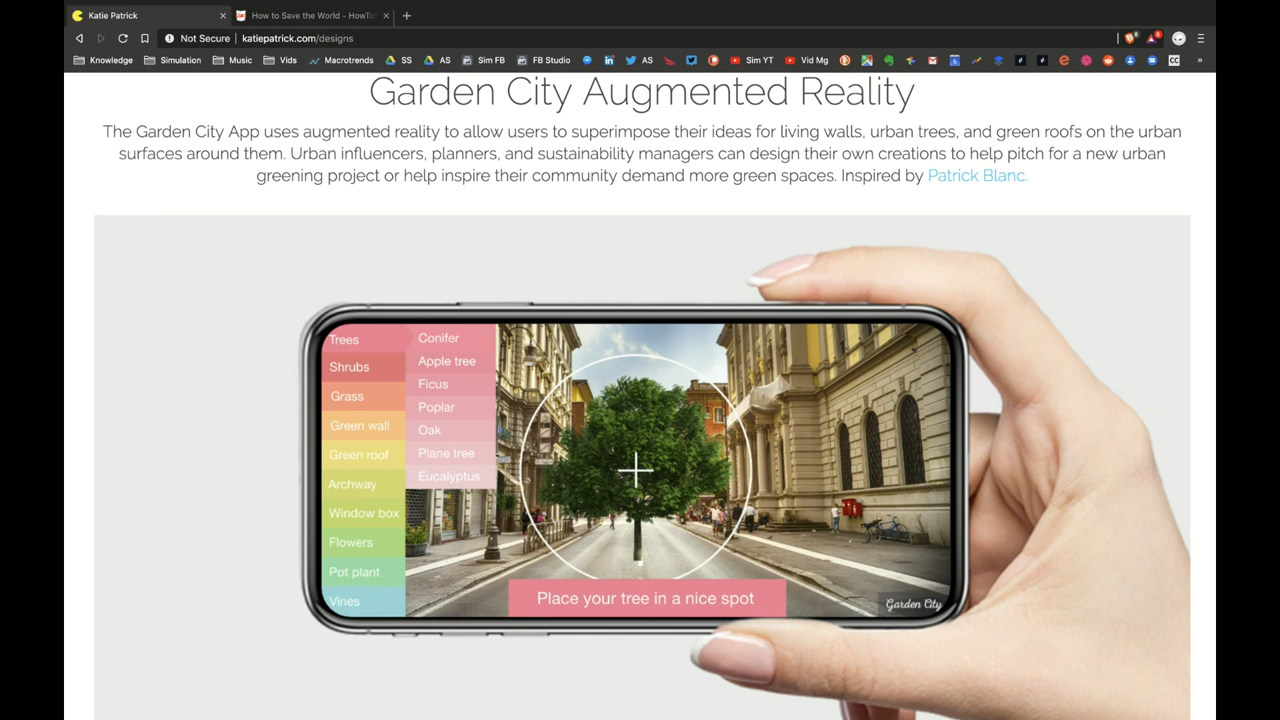 Katie Patrick
How to Save the World - HowTo
Not Secure | katiepatrick.com/designs
Knowledge Simulation Music Vids Macrotrends SS AS Sim FB FB Studio AS Sim YT Vid Mg CC
Garden City Augmented Reality
The Garden City App uses augmented reality to allow users to superimpose their ideas for living walls, urban trees, and green roofs on the urban
surfaces around them. Urban influencers, planners, and sustainability managers can design their own creations to help pitch for a new urban
greening project or help inspire their community demand more green spaces. Inspired by Patrick Blanc.
Trees
Shrubs
Grass
Green wall
Green roof
Archway
Window box
Flowers
Pot plant
Vines
Conifer
Apple tree
Ficus
Poplar
Oak
Plane tree
Eucalyptus
Place your tree in a nice spot
Garden City